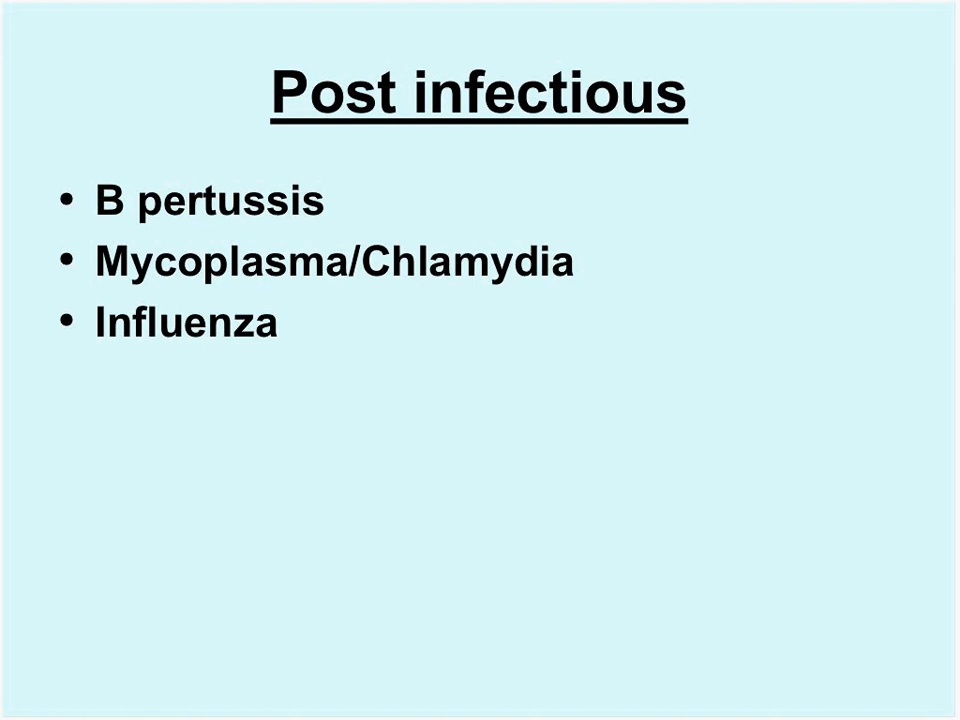 Post infectious
• B pertussis
• Mycoplasma/Chlamydia
• Influenza